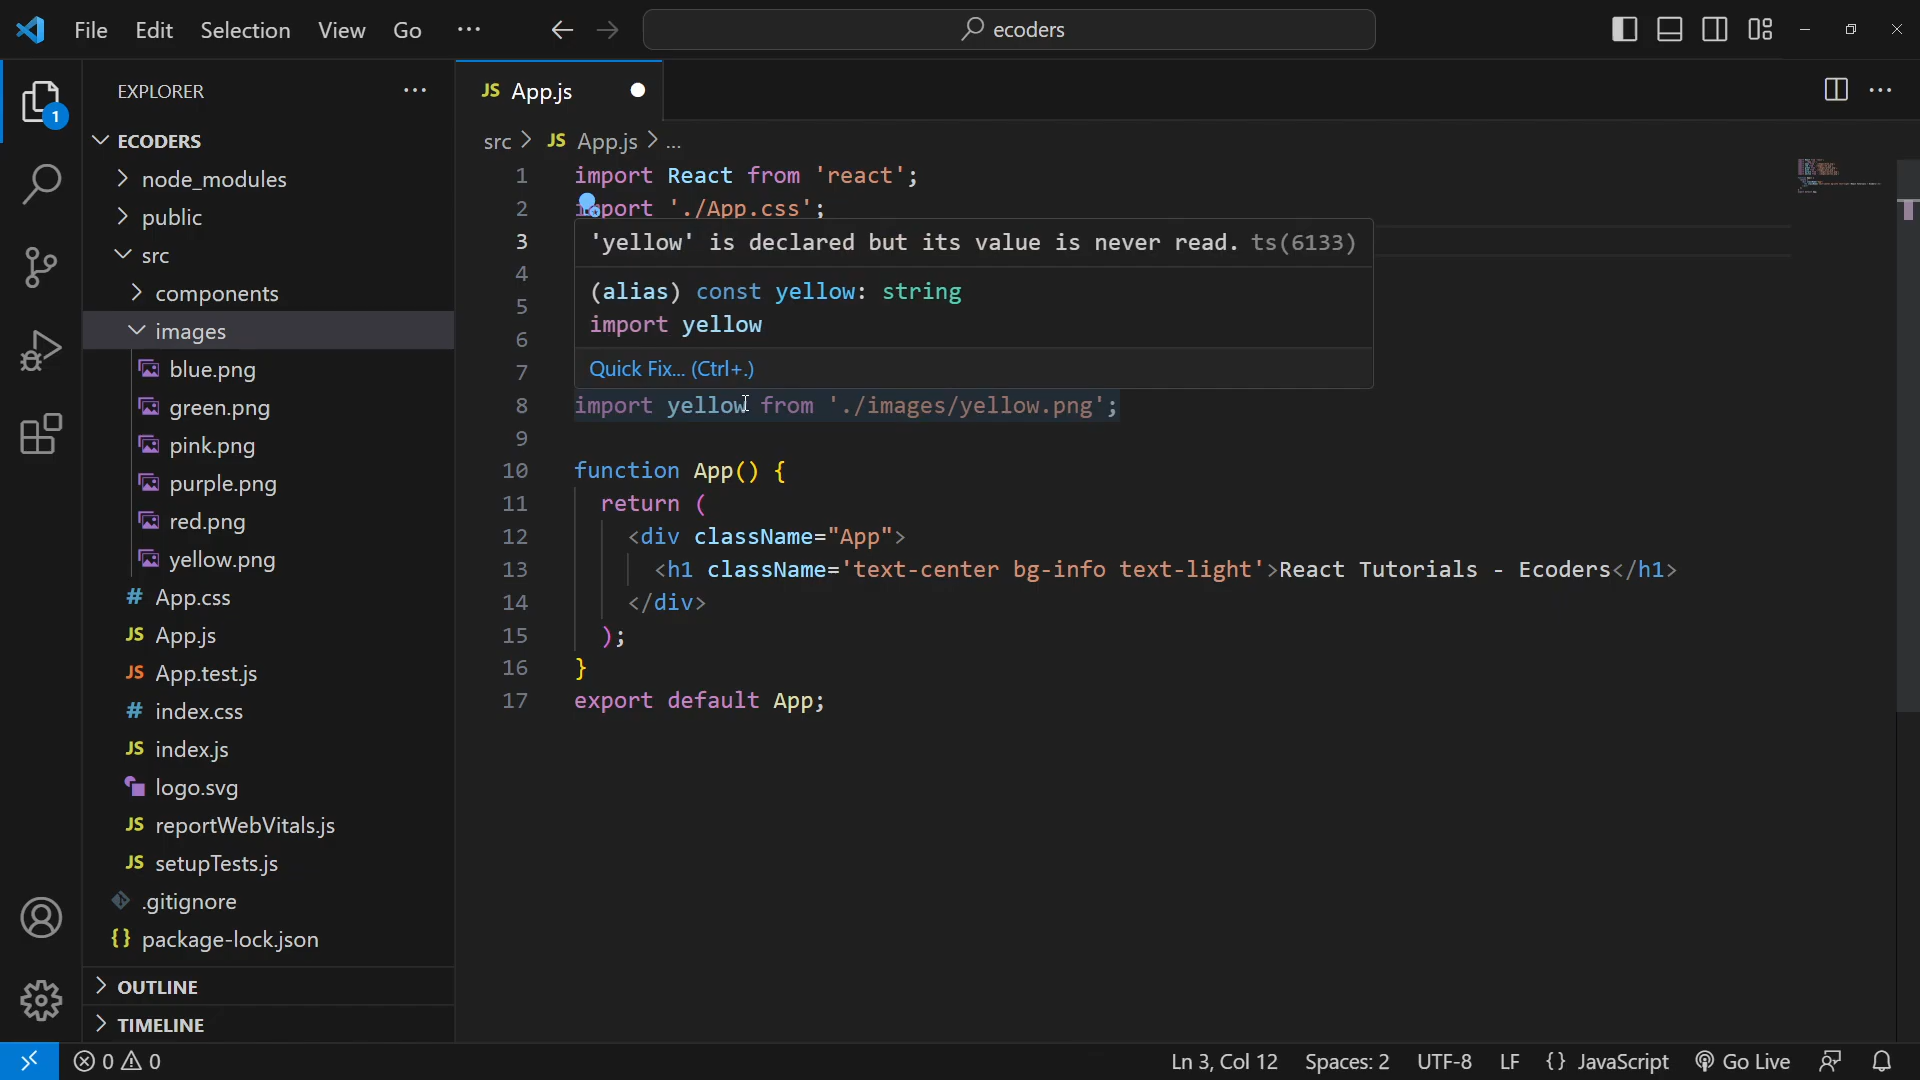 File Edit Selection View Go ···
ecoders
EXPLORER ···
ECODERS
node_modules
public
src
components
images
blue.png
green.png
pink.png
purple.png
red.png
yellow.png
# App.css
JS App.js
JS App.test.js
# index.css
JS index.js
logo.svg
JS reportWebVitals.js
JS setupTests.js
.gitignore
{} package-lock.json
OUTLINE
TIMELINE
1
JS App.js
src > JS App.js > ...
1 import React from 'react';
2 import './App.css';
3
4
5
6
7
'yellow' is declared but its value is never read. ts(6133)
(alias) const yellow: string
import yellow
Quick Fix... (Ctrl+.)
8 import yellow from './images/yellow.png';
9
10 function App() {
11 return (
12 <div className="App">
13 <h1 className='text-center bg-info text-light'>React Tutorials - Ecoders</h1>
14 </div>
15 );
16 }
17 export default App;
0 0
Ln 3, Col 12 Spaces: 2 UTF-8 LF {} JavaScript Go Live